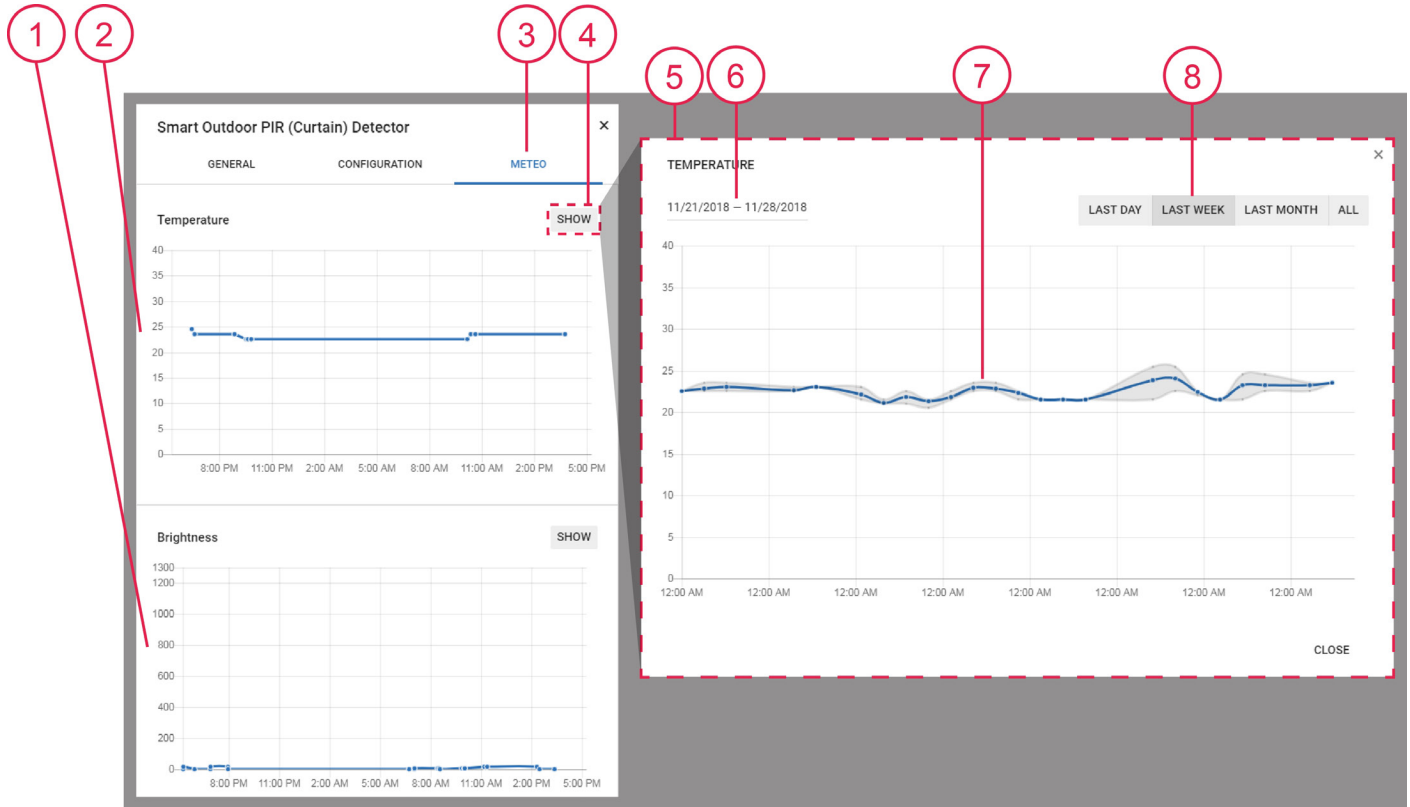 1 2 3 4
5 6 7 8
Smart Outdoor PIR (Curtain) Detector ×
GENERAL CONFIGURATION METEO
Temperature SHOW
40
35
30
25
20
15
10
5
0
8:00 PM 11:00 PM 2:00 AM 5:00 AM 8:00 AM 11:00 AM 2:00 PM 5:00 PM
Brightness SHOW
1300
1200
1000
800
600
400
200
0
8:00 PM 11:00 PM 2:00 AM 5:00 AM 8:00 AM 11:00 AM 2:00 PM 5:00 PM
TEMPERATURE ×
11/21/2018 – 11/28/2018 LAST DAY LAST WEEK LAST MONTH ALL
40
35
30
25
20
15
10
5
0
12:00 AM 12:00 AM 12:00 AM 12:00 AM 12:00 AM 12:00 AM 12:00 AM 12:00 AM
CLOSE